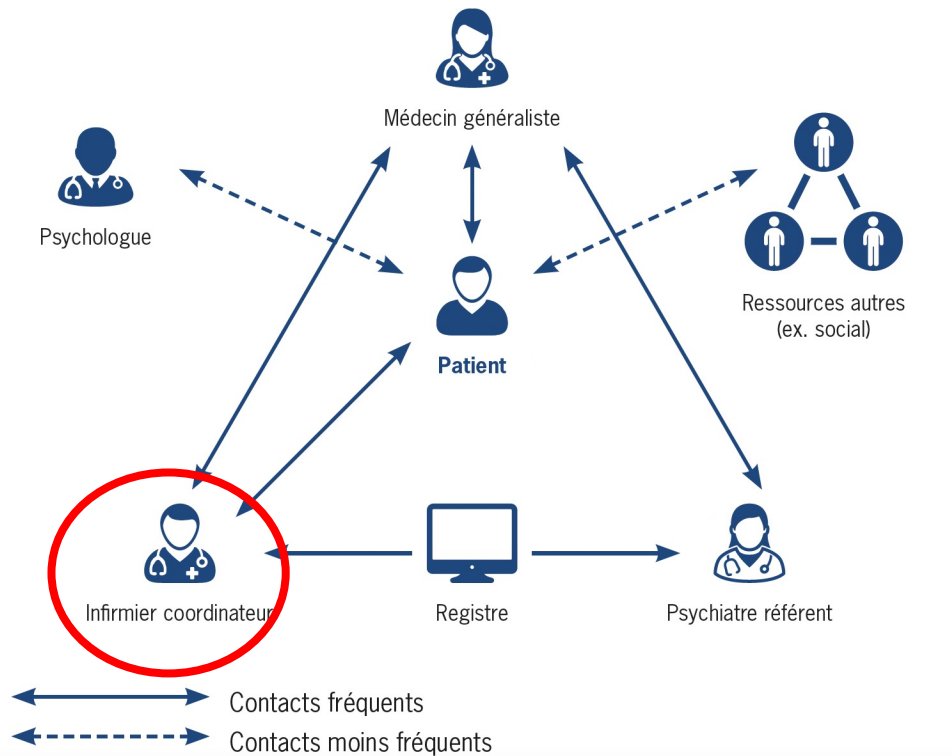 Médecin généraliste
Psychologue
Ressources autres
(ex. social)
Patient
Infirmier coordinateur
Registre
Psychiatre référent
Contacts fréquents
Contacts moins fréquents